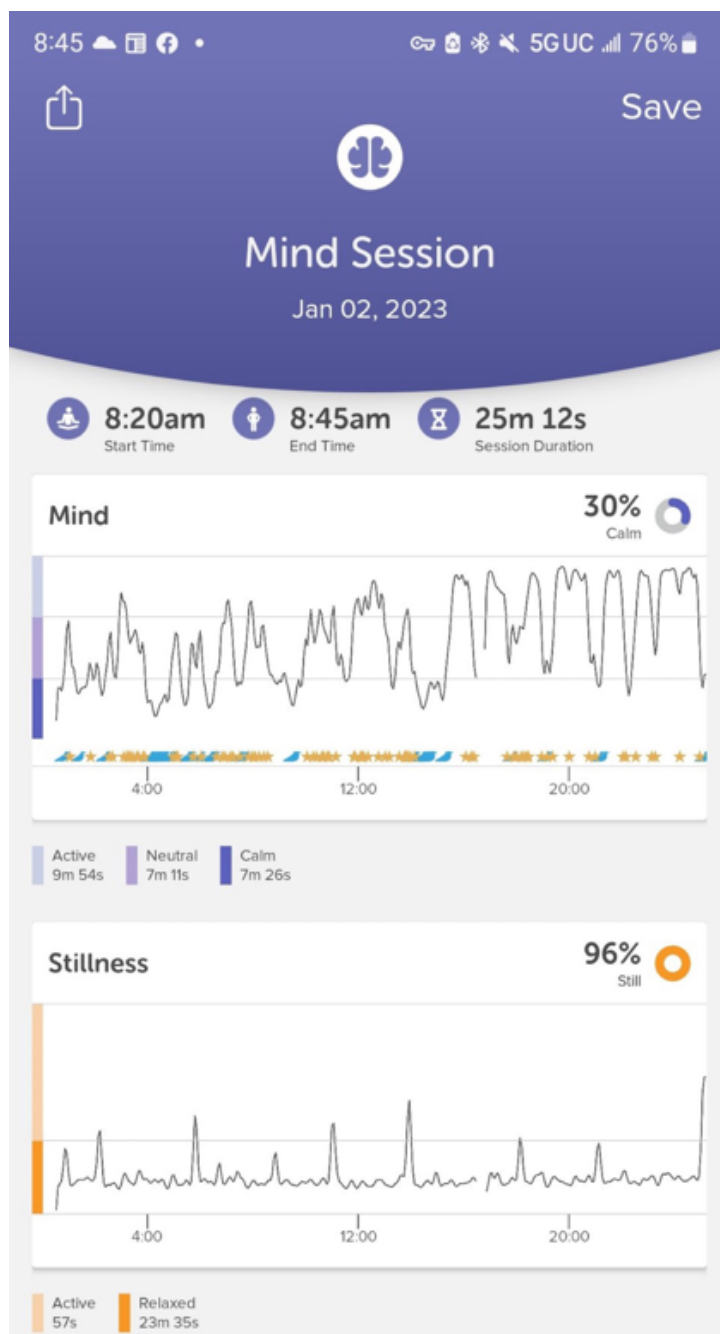 8:45
5G UC 76%
Save
Mind Session
Jan 02, 2023
8:20am 8:45am 25m 12s
Start Time End Time Session Duration
Mind 30%
Calm
4:00 12:00 20:00
Active Neutral Calm
9m 54s 7m 11s 7m 26s
Stillness 96%
Still
4:00 12:00 20:00
Active Relaxed
57s 23m 35s